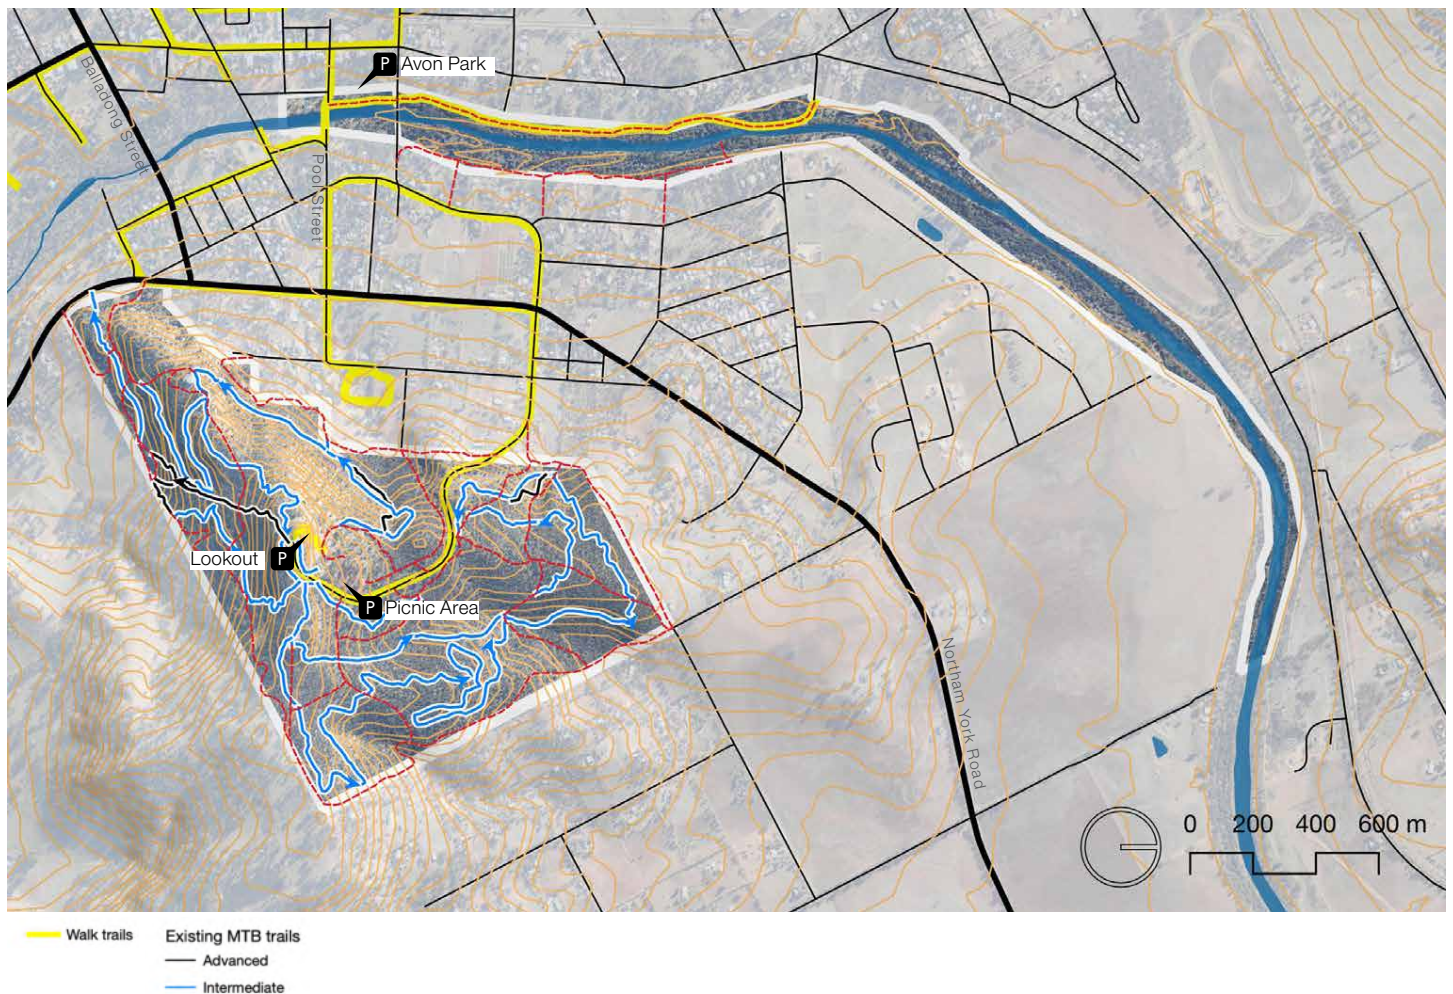 P Avon Park
Balladong Street
Pool Street
Lookout P
P Picnic Area
Northam York Road
0 200 400 600 m
Walk trails
Existing MTB trails
Advanced
Intermediate